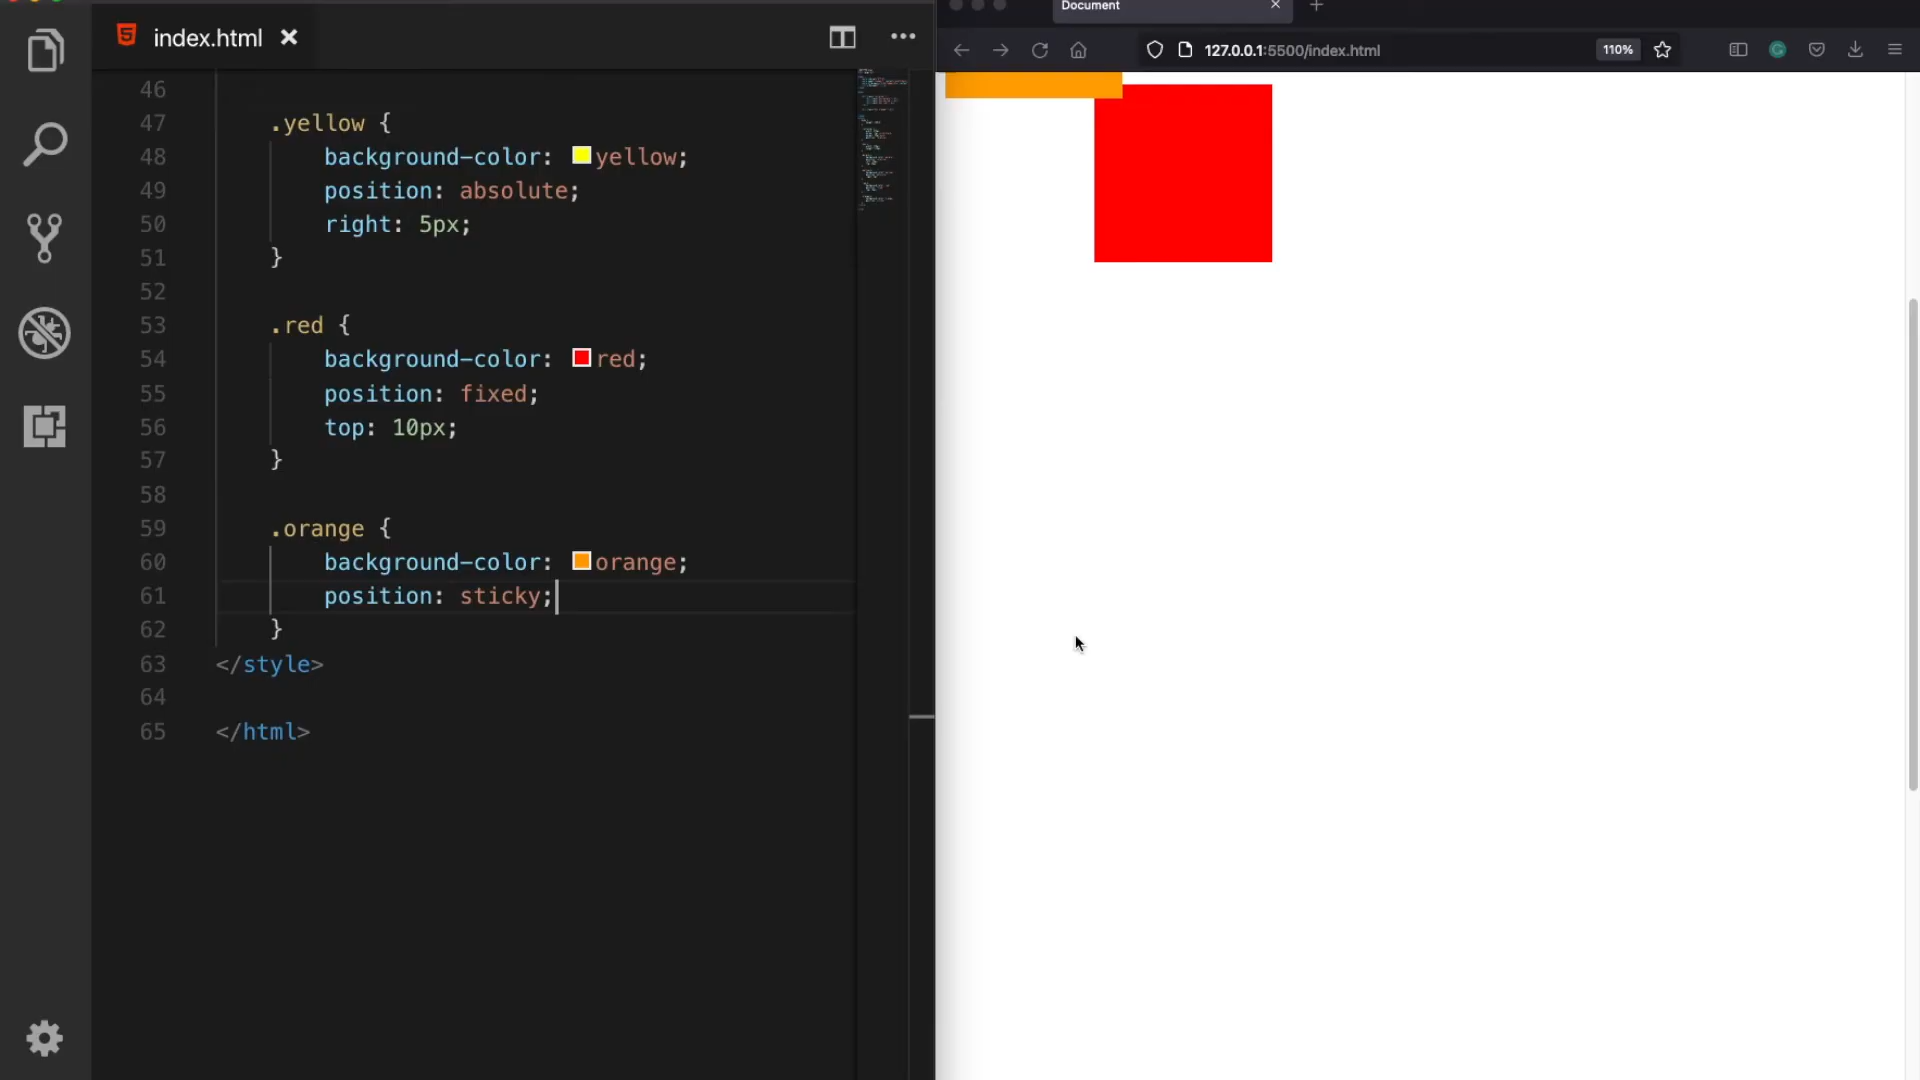 index.html
46
47 .yellow {
48 background-color: yellow;
49 position: absolute;
50 right: 5px;
51 }
52
53 .red {
54 background-color: red;
55 position: fixed;
56 top: 10px;
57 }
58
59 .orange {
60 background-color: orange;
61 position: sticky;
62 }
63 </style>
64
65 </html>
Document
127.0.0.1:5500/index.html 110%